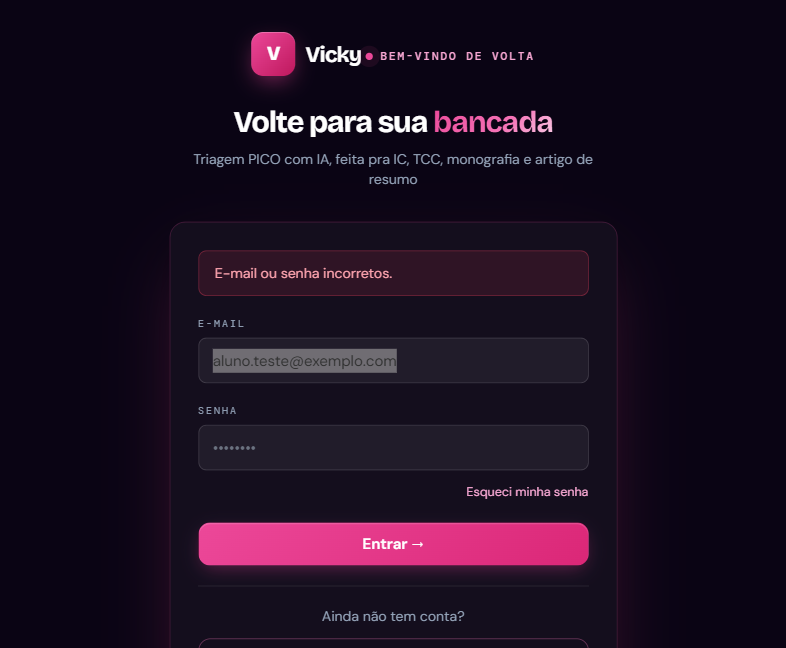 V
Vicky
BEM-VINDO DE VOLTA
Volte para sua bancada
Triagem PICO com IA, feita pra IC, TCC, monografia e artigo de
resumo
E-mail ou senha incorretos.
E-MAIL
aluno.teste@exemplo.com
SENHA
••••••••
Esqueci minha senha
Entrar →
Ainda não tem conta?